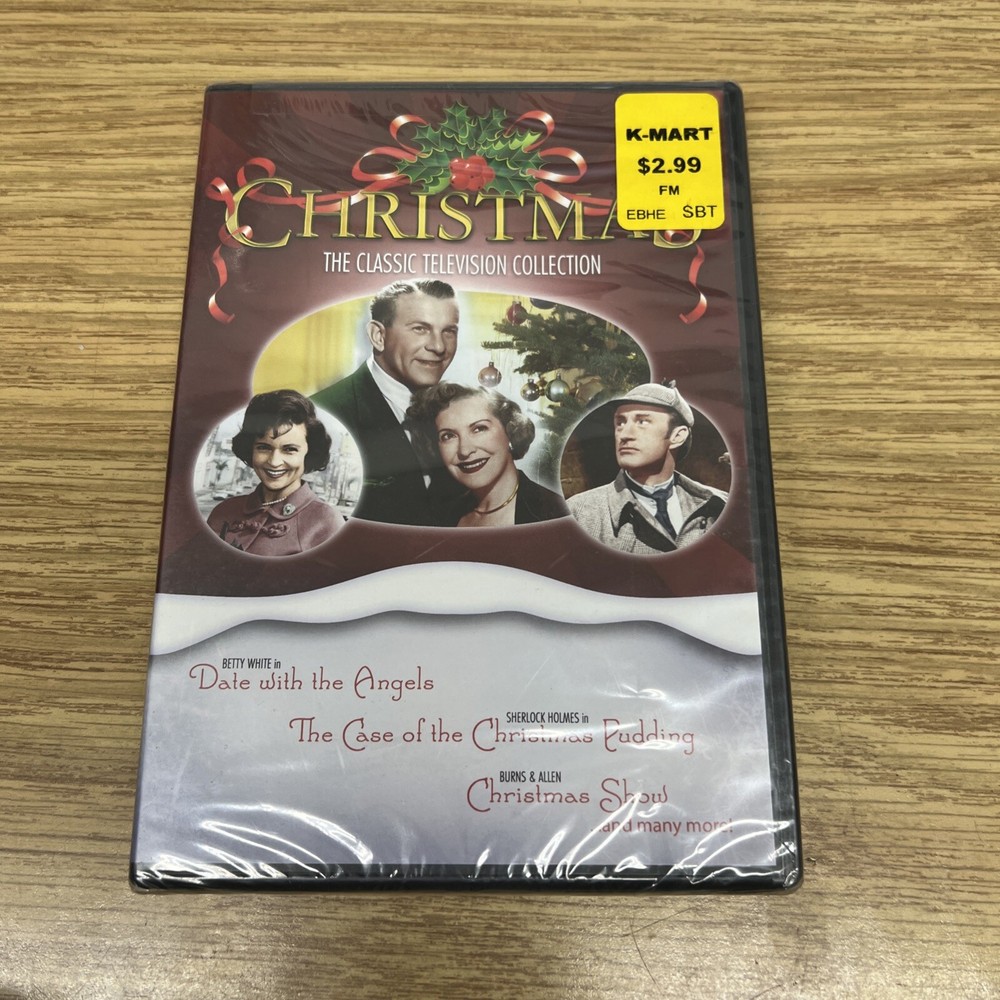 K-MART
$2.99
FM
EBHE SBT
CHRISTMAS
THE CLASSIC TELEVISION COLLECTION
BETTY WHITE in
Date with the Angels
SHERLOCK HOLMES in
The Case of the Christmas Pudding
BURNS & ALLEN
Christmas Show
...and many more!